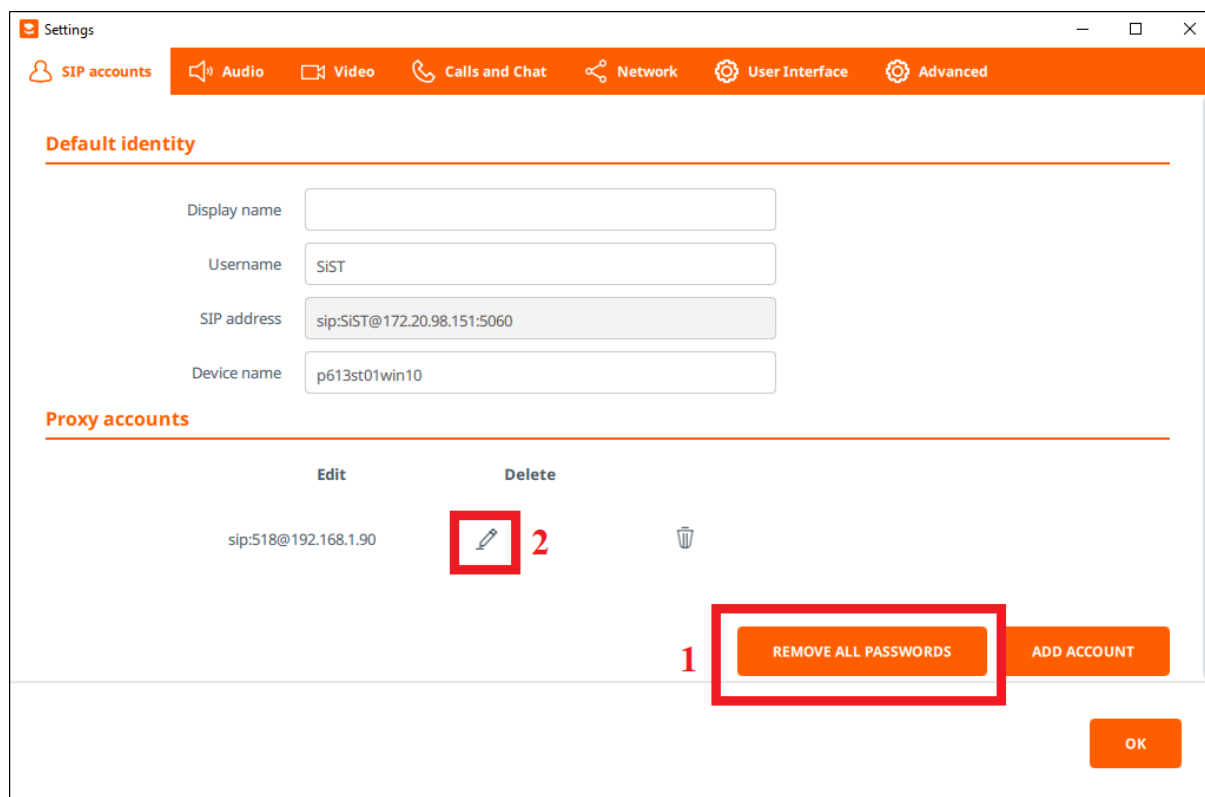 Settings
SIP accounts Audio Video Calls and Chat Network User Interface Advanced
Default identity
Display name
Username SiST
SIP address sip:SiST@172.20.98.151:5060
Device name p613st01win10
Proxy accounts
Edit Delete
sip:518@192.168.1.90 2
1 REMOVE ALL PASSWORDS ADD ACCOUNT
OK